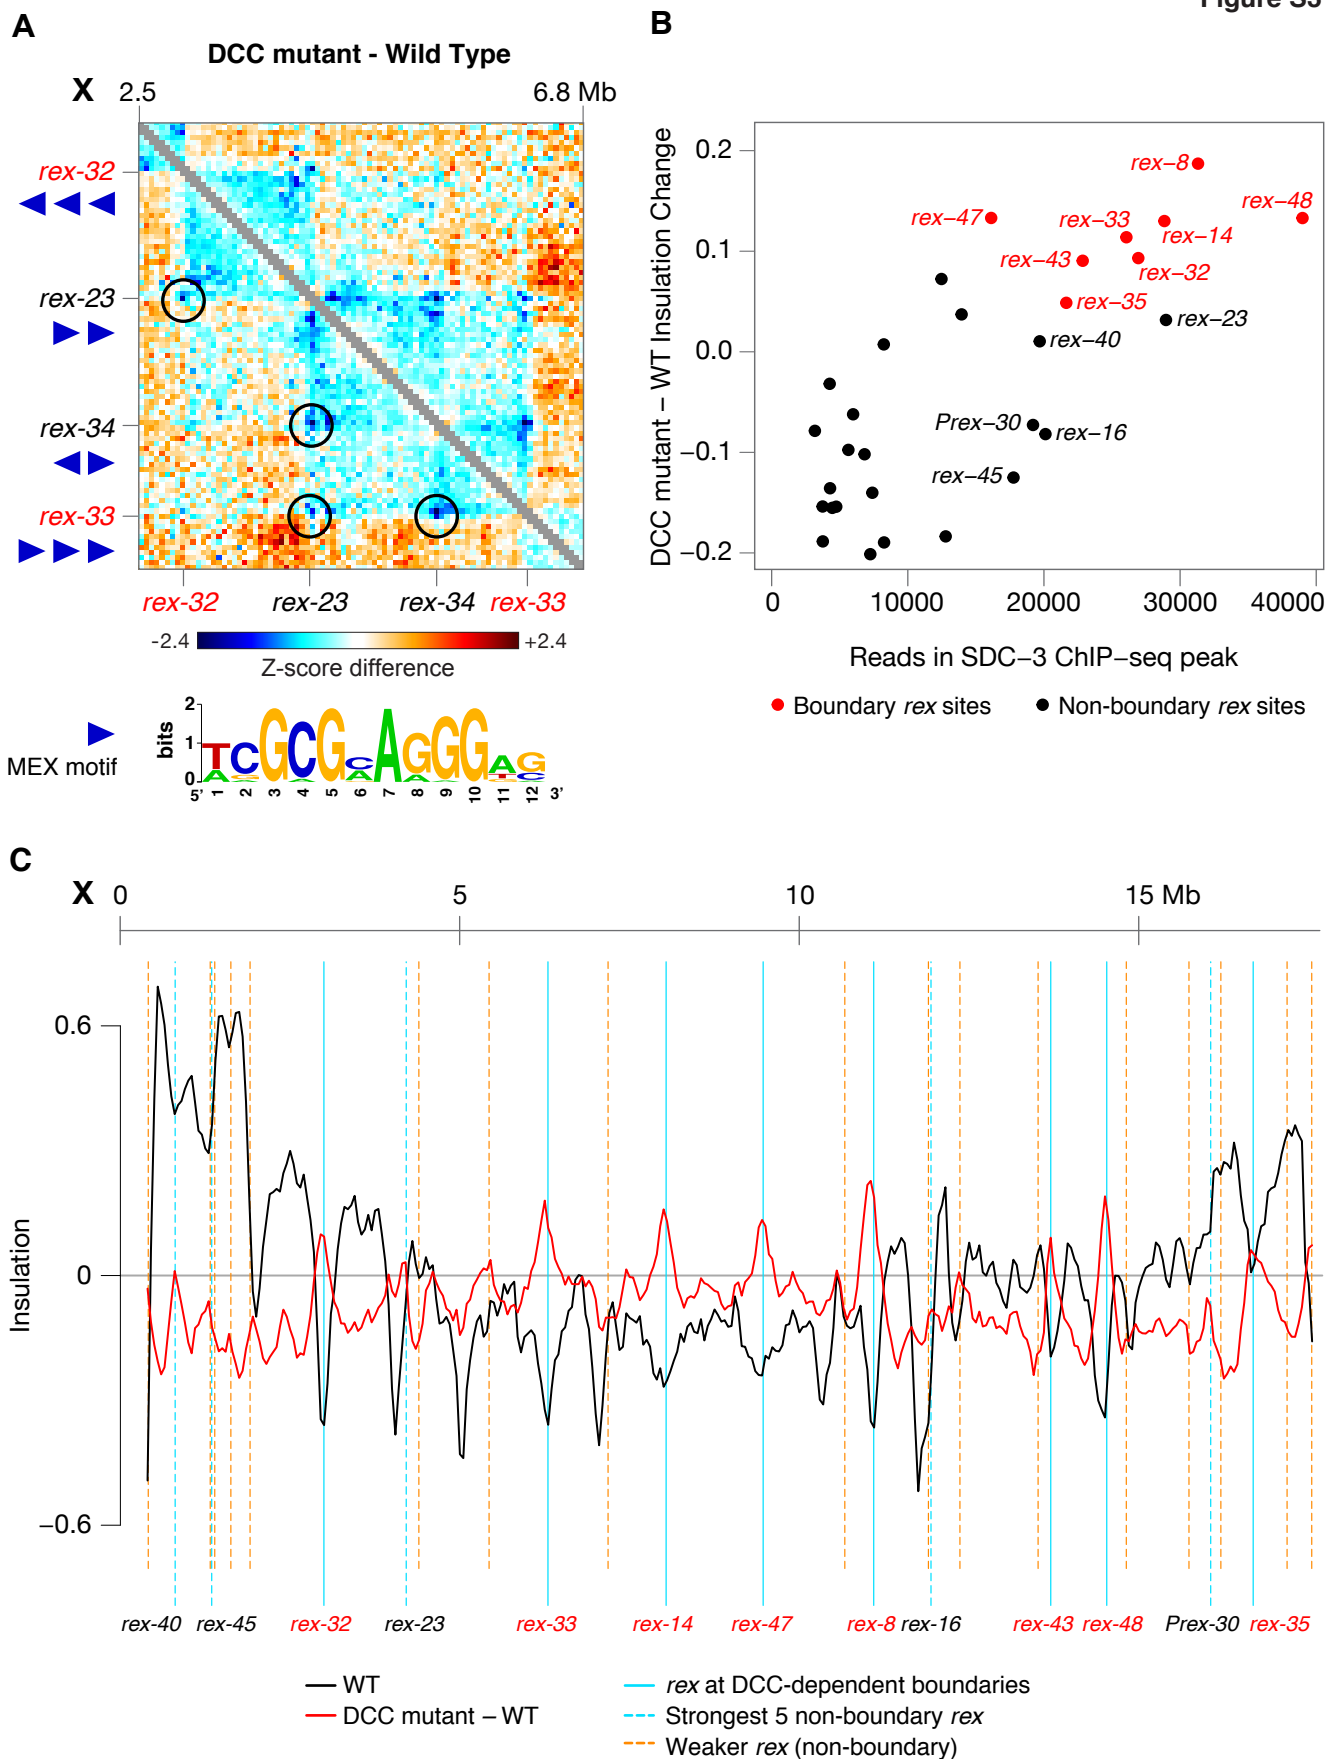 Figure S5
A
DCC mutant - Wild Type
X 2.5 6.8 Mb
rex-32
rex-23
rex-34
rex-33
rex-32 rex-23 rex-34 rex-33
-2.4 +2.4
Z-score difference
MEX motif
bits
2
1
0
TCGCGCAGGGAG
5' 1 2 3 4 5 6 7 8 9 10 11 12 3'
B
DCC mutant – WT Insulation Change
0.2
0.1
0.0
−0.1
−0.2
rex−8
rex−48
rex−47
rex−33
rex−14
rex−43
rex−32
rex−35
rex−23
rex−40
Prex−30
rex−16
rex−45
0 10000 20000 30000 40000
Reads in SDC−3 ChIP−seq peak
Boundary rex sites Non-boundary rex sites
C
X 0 5 10 15 Mb
Insulation
0.6
0
−0.6
rex-40 rex-45 rex-32 rex-23 rex-33 rex-14 rex-47 rex-8 rex-16 rex-43 rex-48 Prex-30 rex-35
WT
DCC mutant – WT
rex at DCC-dependent boundaries
Strongest 5 non-boundary rex
Weaker rex (non-boundary)